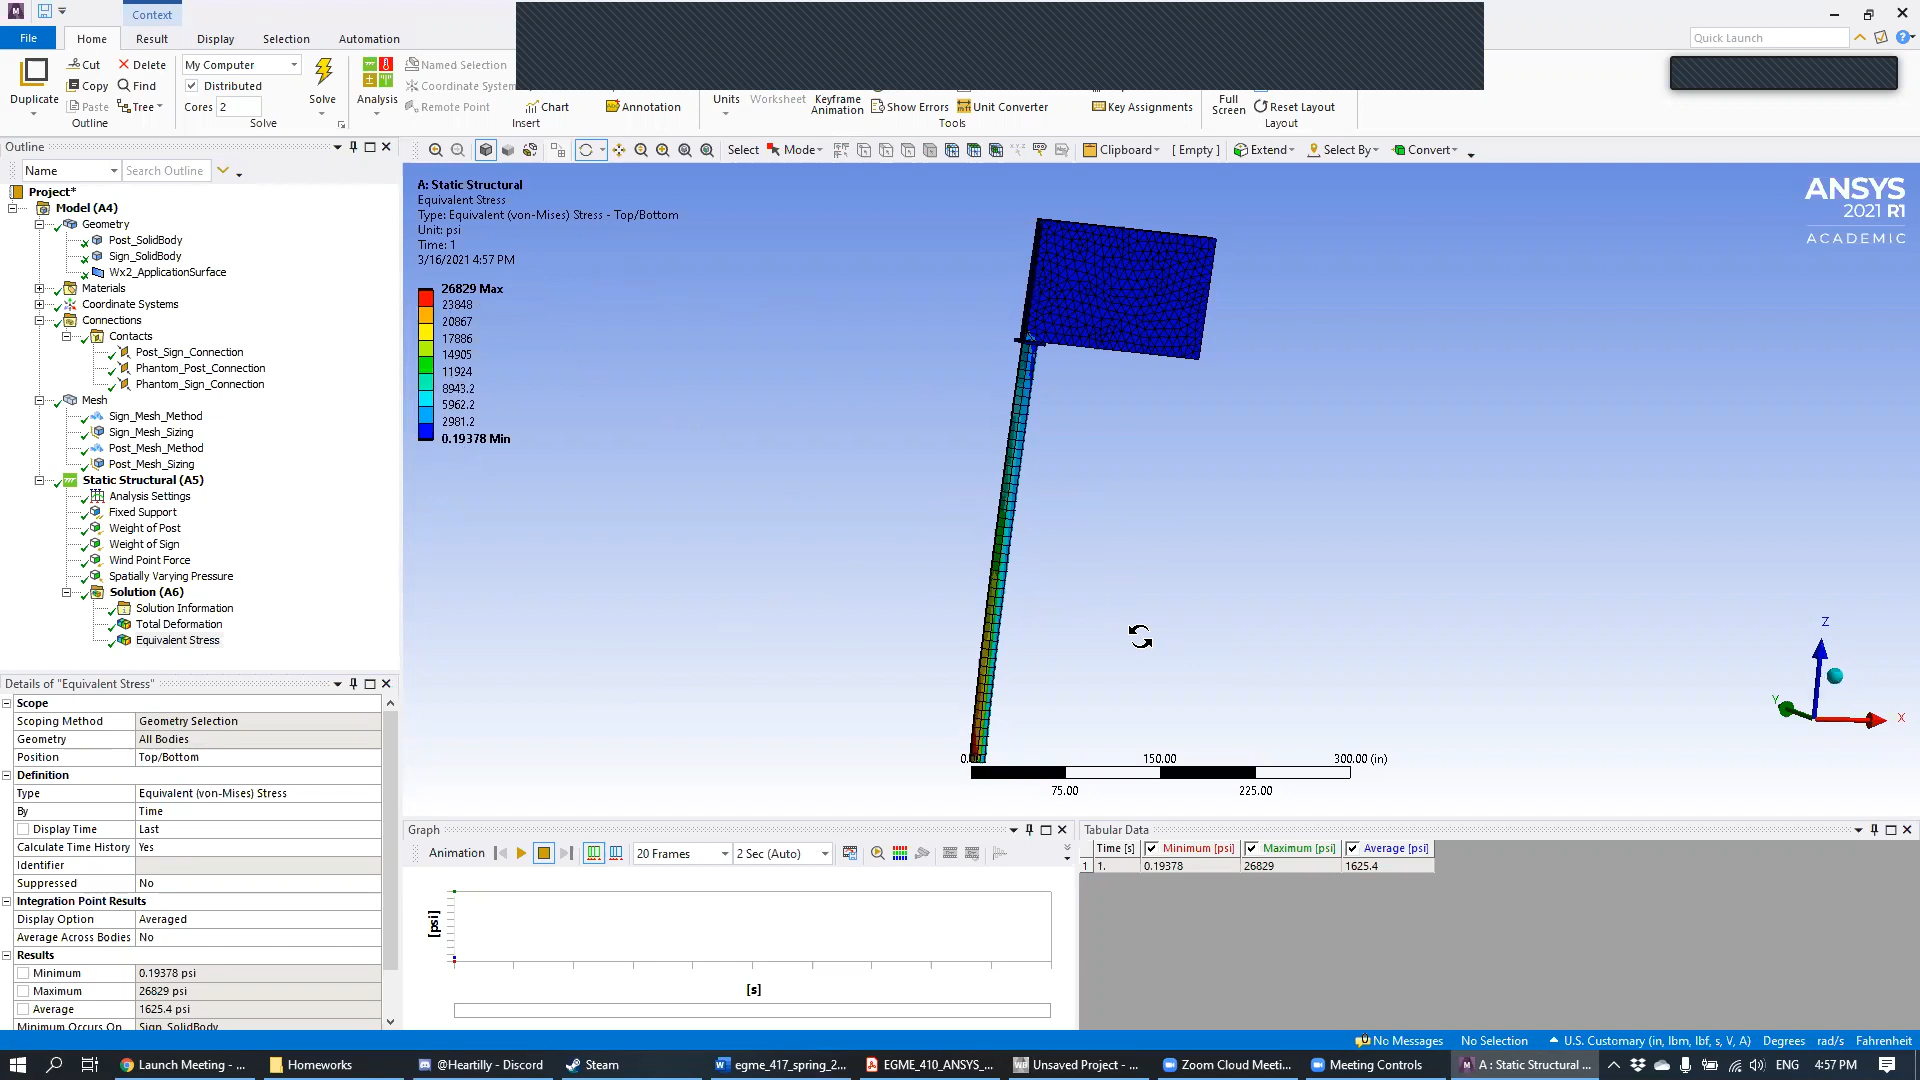 Context
File
Home
Result
Display
Selection
Automation
Quick Launch
Duplicate
Cut
Copy
Paste
Delete
Find
Tree
Outline
My Computer
Distributed
Cores 2
Solve
Solve
Analysis
Named Selection
Coordinate System
Remote Point
Chart
Annotation
Insert
Units
Worksheet
Keyframe
Animation
Show Errors
Unit Converter
Key Assignments
Tools
Full
Screen
Reset Layout
Layout
Outline
Name
Search Outline
Select
Mode
Clipboard
[ Empty ]
Extend
Select By
Convert
Project*
Model (A4)
Geometry
Post_SolidBody
Sign_SolidBody
Wx2_ApplicationSurface
Materials
Coordinate Systems
Connections
Contacts
Post_Sign_Connection
Phantom_Post_Connection
Phantom_Sign_Connection
Mesh
Sign_Mesh_Method
Sign_Mesh_Sizing
Post_Mesh_Method
Post_Mesh_Sizing
Static Structural (A5)
Analysis Settings
Fixed Support
Weight of Post
Weight of Sign
Wind Point Force
Spatially Varying Pressure
Solution (A6)
Solution Information
Total Deformation
Equivalent Stress
A: Static Structural
Equivalent Stress
Type: Equivalent (von-Mises) Stress - Top/Bottom
Unit: psi
Time: 1
3/16/2021 4:57 PM
26829 Max
23848
20867
17886
14905
11924
8943.2
5962.2
2981.2
0.19378 Min
ANSYS
2021 R1
ACADEMIC
Z
Y
X
150.00
300.00 (in)
75.00
225.00
Details of "Equivalent Stress"
Scope
Scoping Method Geometry Selection
Geometry All Bodies
Position Top/Bottom
Definition
Type Equivalent (von-Mises) Stress
By Time
Display Time Last
Calculate Time History Yes
Identifier
Suppressed No
Integration Point Results
Display Option Averaged
Average Across Bodies No
Results
Minimum 0.19378 psi
Maximum 26829 psi
Average 1625.4 psi
Minimum Occurs On Sign_SolidBody
Graph
Animation
20 Frames
2 Sec (Auto)
[psi]
[s]
Tabular Data
Time [s] Minimum [psi] Maximum [psi] Average [psi]
1 1. 0.19378 26829 1625.4
No Messages
No Selection
U.S. Customary (in, lbm, lbf, s, V, A)
Degrees
rad/s
Fahrenheit
Launch Meeting - ...
Homeworks
@Heartilly - Discord
Steam
egme_417_spring_2...
EGME_410_ANSYS_...
Unsaved Project - ...
Zoom Cloud Meeti...
Meeting Controls
A : Static Structural ...
ENG
4:57 PM